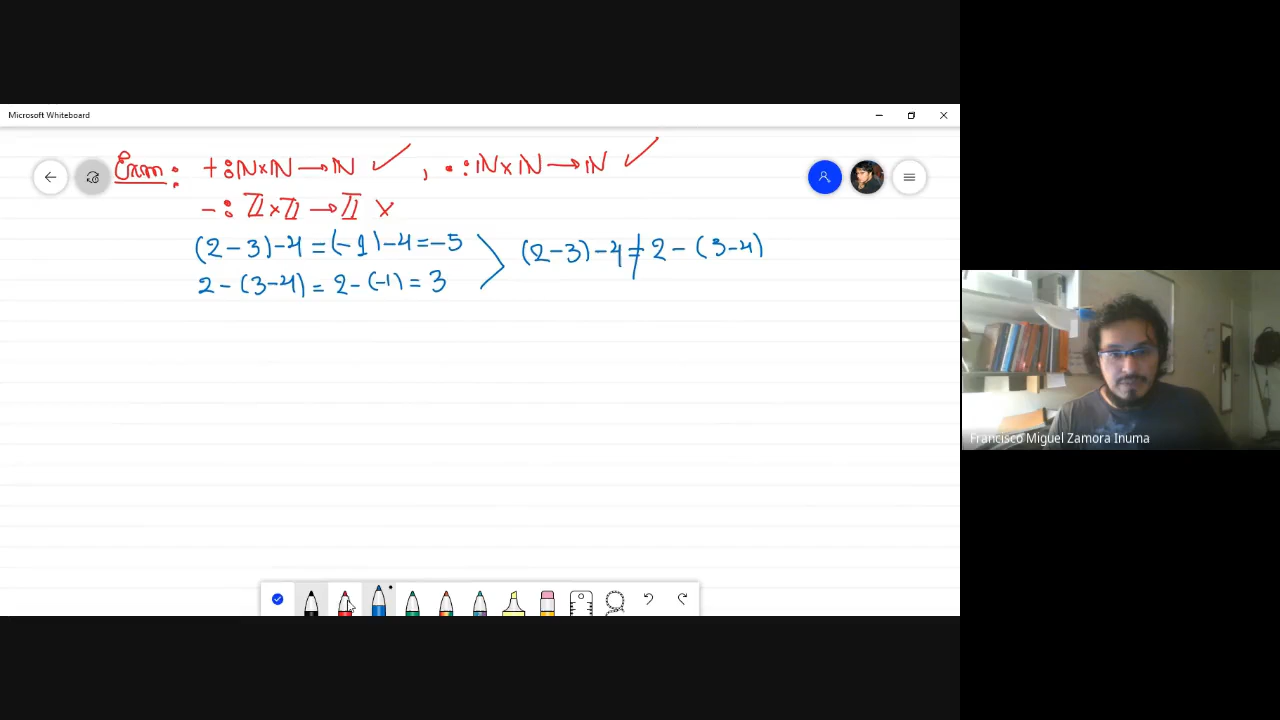 Microsoft Whiteboard
Exm: + : ℕ × ℕ → ℕ ✓ , • : ℕ × ℕ → ℕ ✓
− : ℤ × ℤ → ℤ ×
(2 − 3) − 4 = (−1) − 4 = −5
2 − (3 − 4) = 2 − (−1) = 3
(2 − 3) − 4 ≠ 2 − (3 − 4)
Francisco Miguel Zamora Inuma